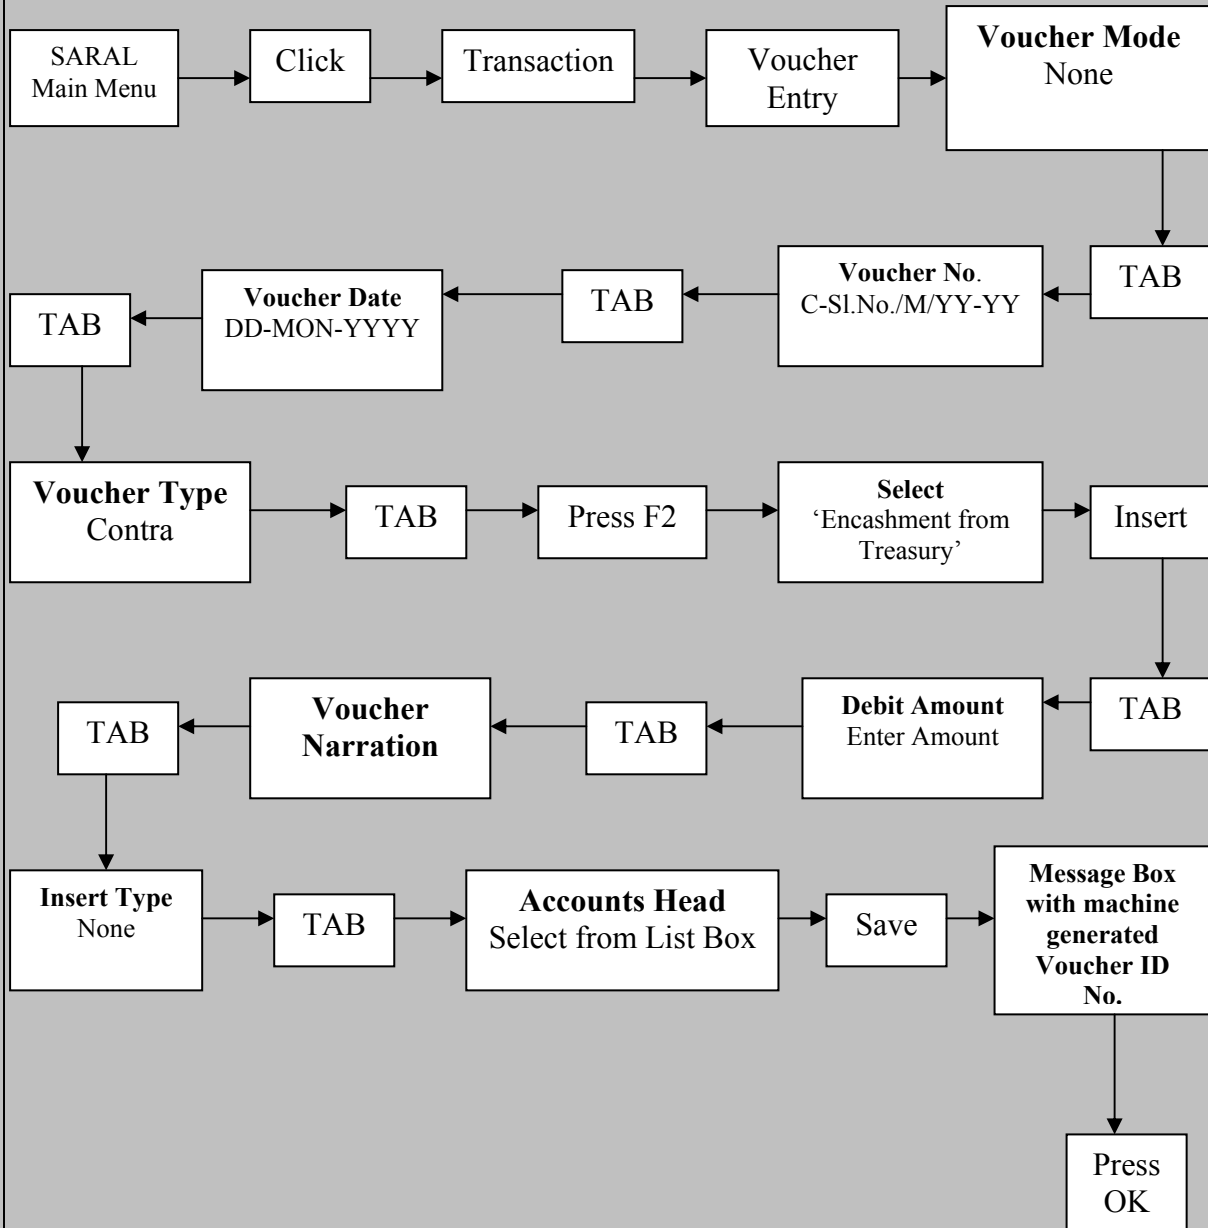 SARAL
Main Menu
Click
Transaction
Voucher
Entry
Voucher Mode
None
TAB
Voucher No.
C-Sl.No./M/YY-YY
TAB
Voucher Date
DD-MON-YYYY
TAB
Voucher Type
Contra
TAB
Press F2
Select
‘Encashment from
Treasury’
Insert
TAB
Debit Amount
Enter Amount
TAB
Voucher
Narration
TAB
Insert Type
None
TAB
Accounts Head
Select from List Box
Save
Message Box
with machine
generated
Voucher ID
No.
Press
OK